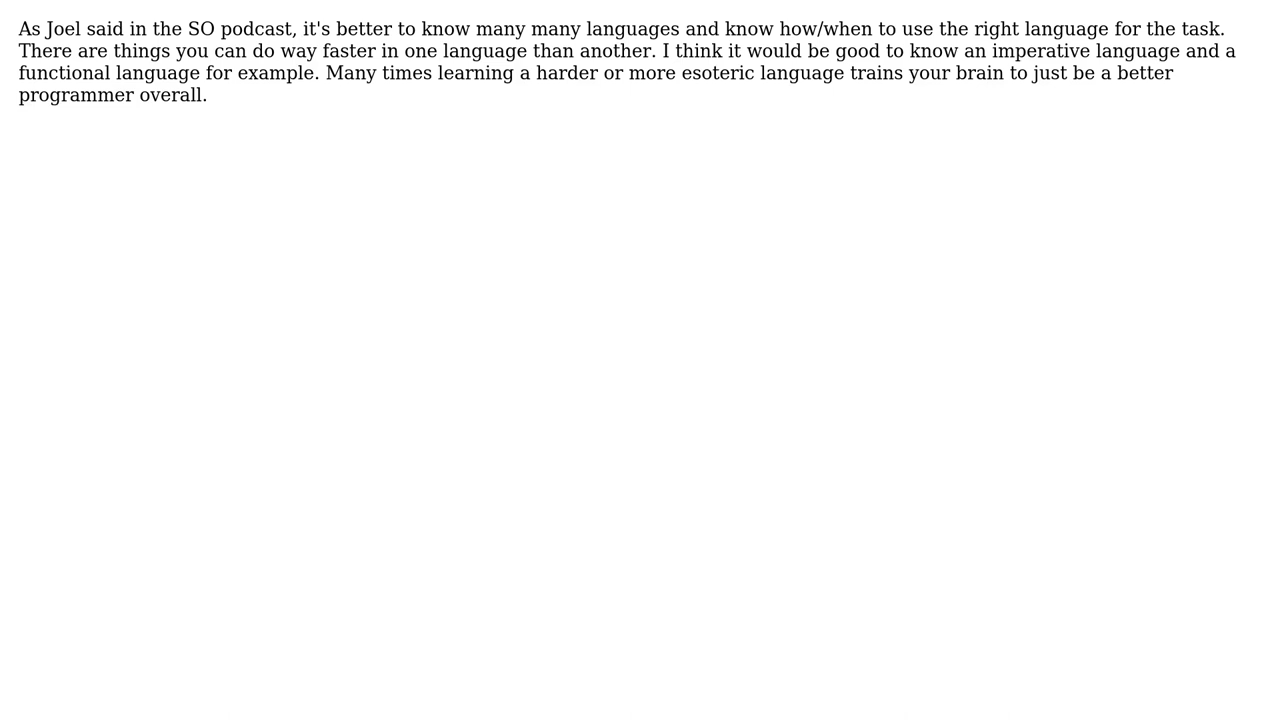 As Joel said in the SO podcast, it's better to know many many languages and know how/when to use the right language for the task.
There are things you can do way faster in one language than another. I think it would be good to know an imperative language and a
functional language for example. Many times learning a harder or more esoteric language trains your brain to just be a better
programmer overall.